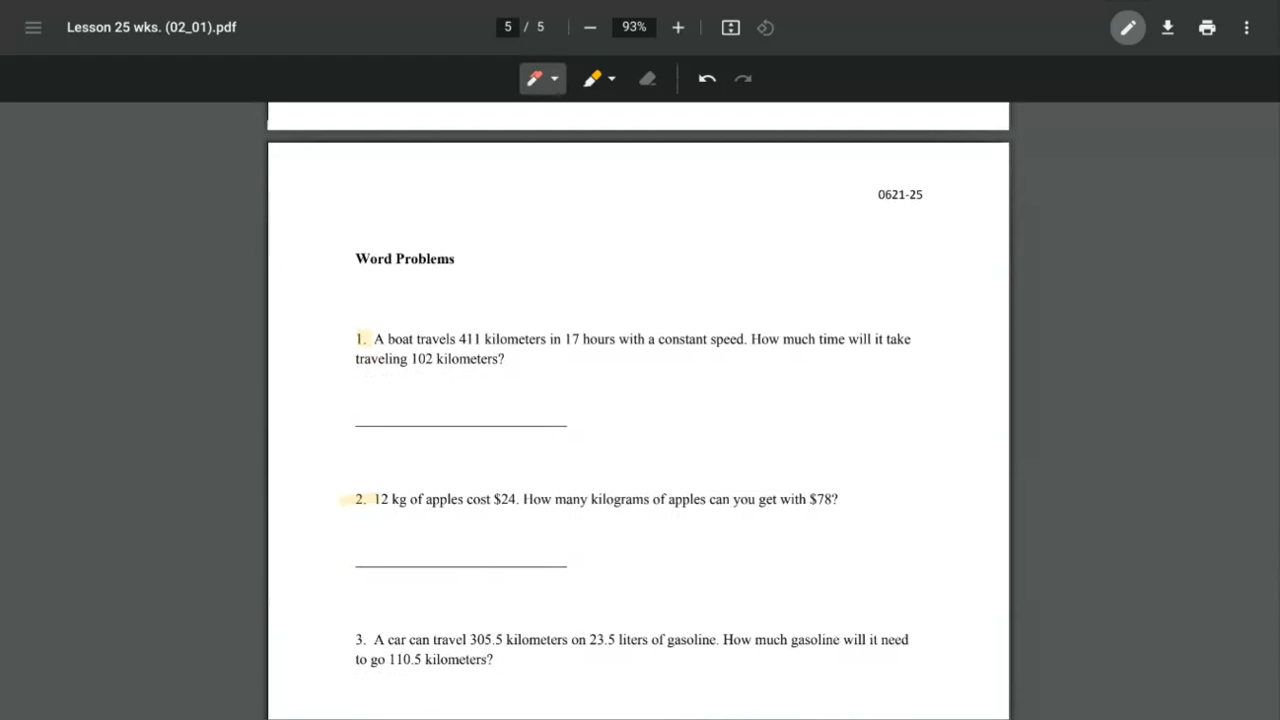 Lesson 25 wks. (02_01).pdf
5 / 5
93%
0621-25
Word Problems
1. A boat travels 411 kilometers in 17 hours with a constant speed. How much time will it take
traveling 102 kilometers?
2. 12 kg of apples cost $24. How many kilograms of apples can you get with $78?
3. A car can travel 305.5 kilometers on 23.5 liters of gasoline. How much gasoline will it need
to go 110.5 kilometers?